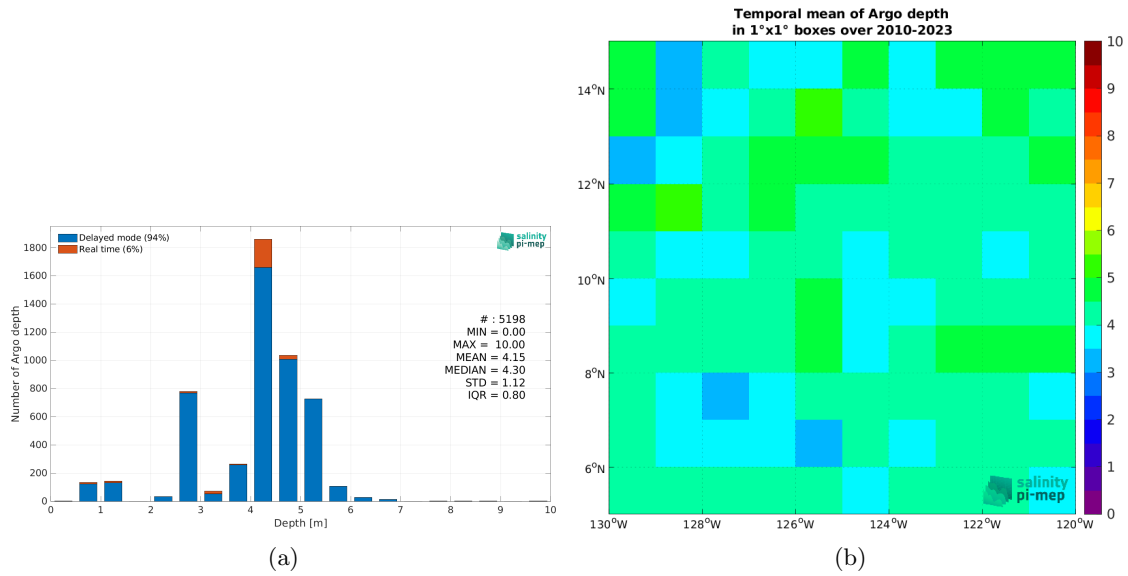 Delayed mode (94%)
Real time (6%)
salinity
pi-mep
# : 5198
MIN = 0.00
MAX = 10.00
MEAN = 4.15
MEDIAN = 4.30
STD = 1.12
IQR = 0.80
Number of Argo depth
1800
1600
1400
1200
1000
800
600
400
200
0
0 1 2 3 4 5 6 7 8 9 10
Depth [m]
(a)
Temporal mean of Argo depth
in 1°x1° boxes over 2010-2023
14°N
12°N
10°N
8°N
6°N
130°W 128°W 126°W 124°W 122°W 120°W
salinity
pi-mep
10
9
8
7
6
5
4
3
2
1
0
(b)